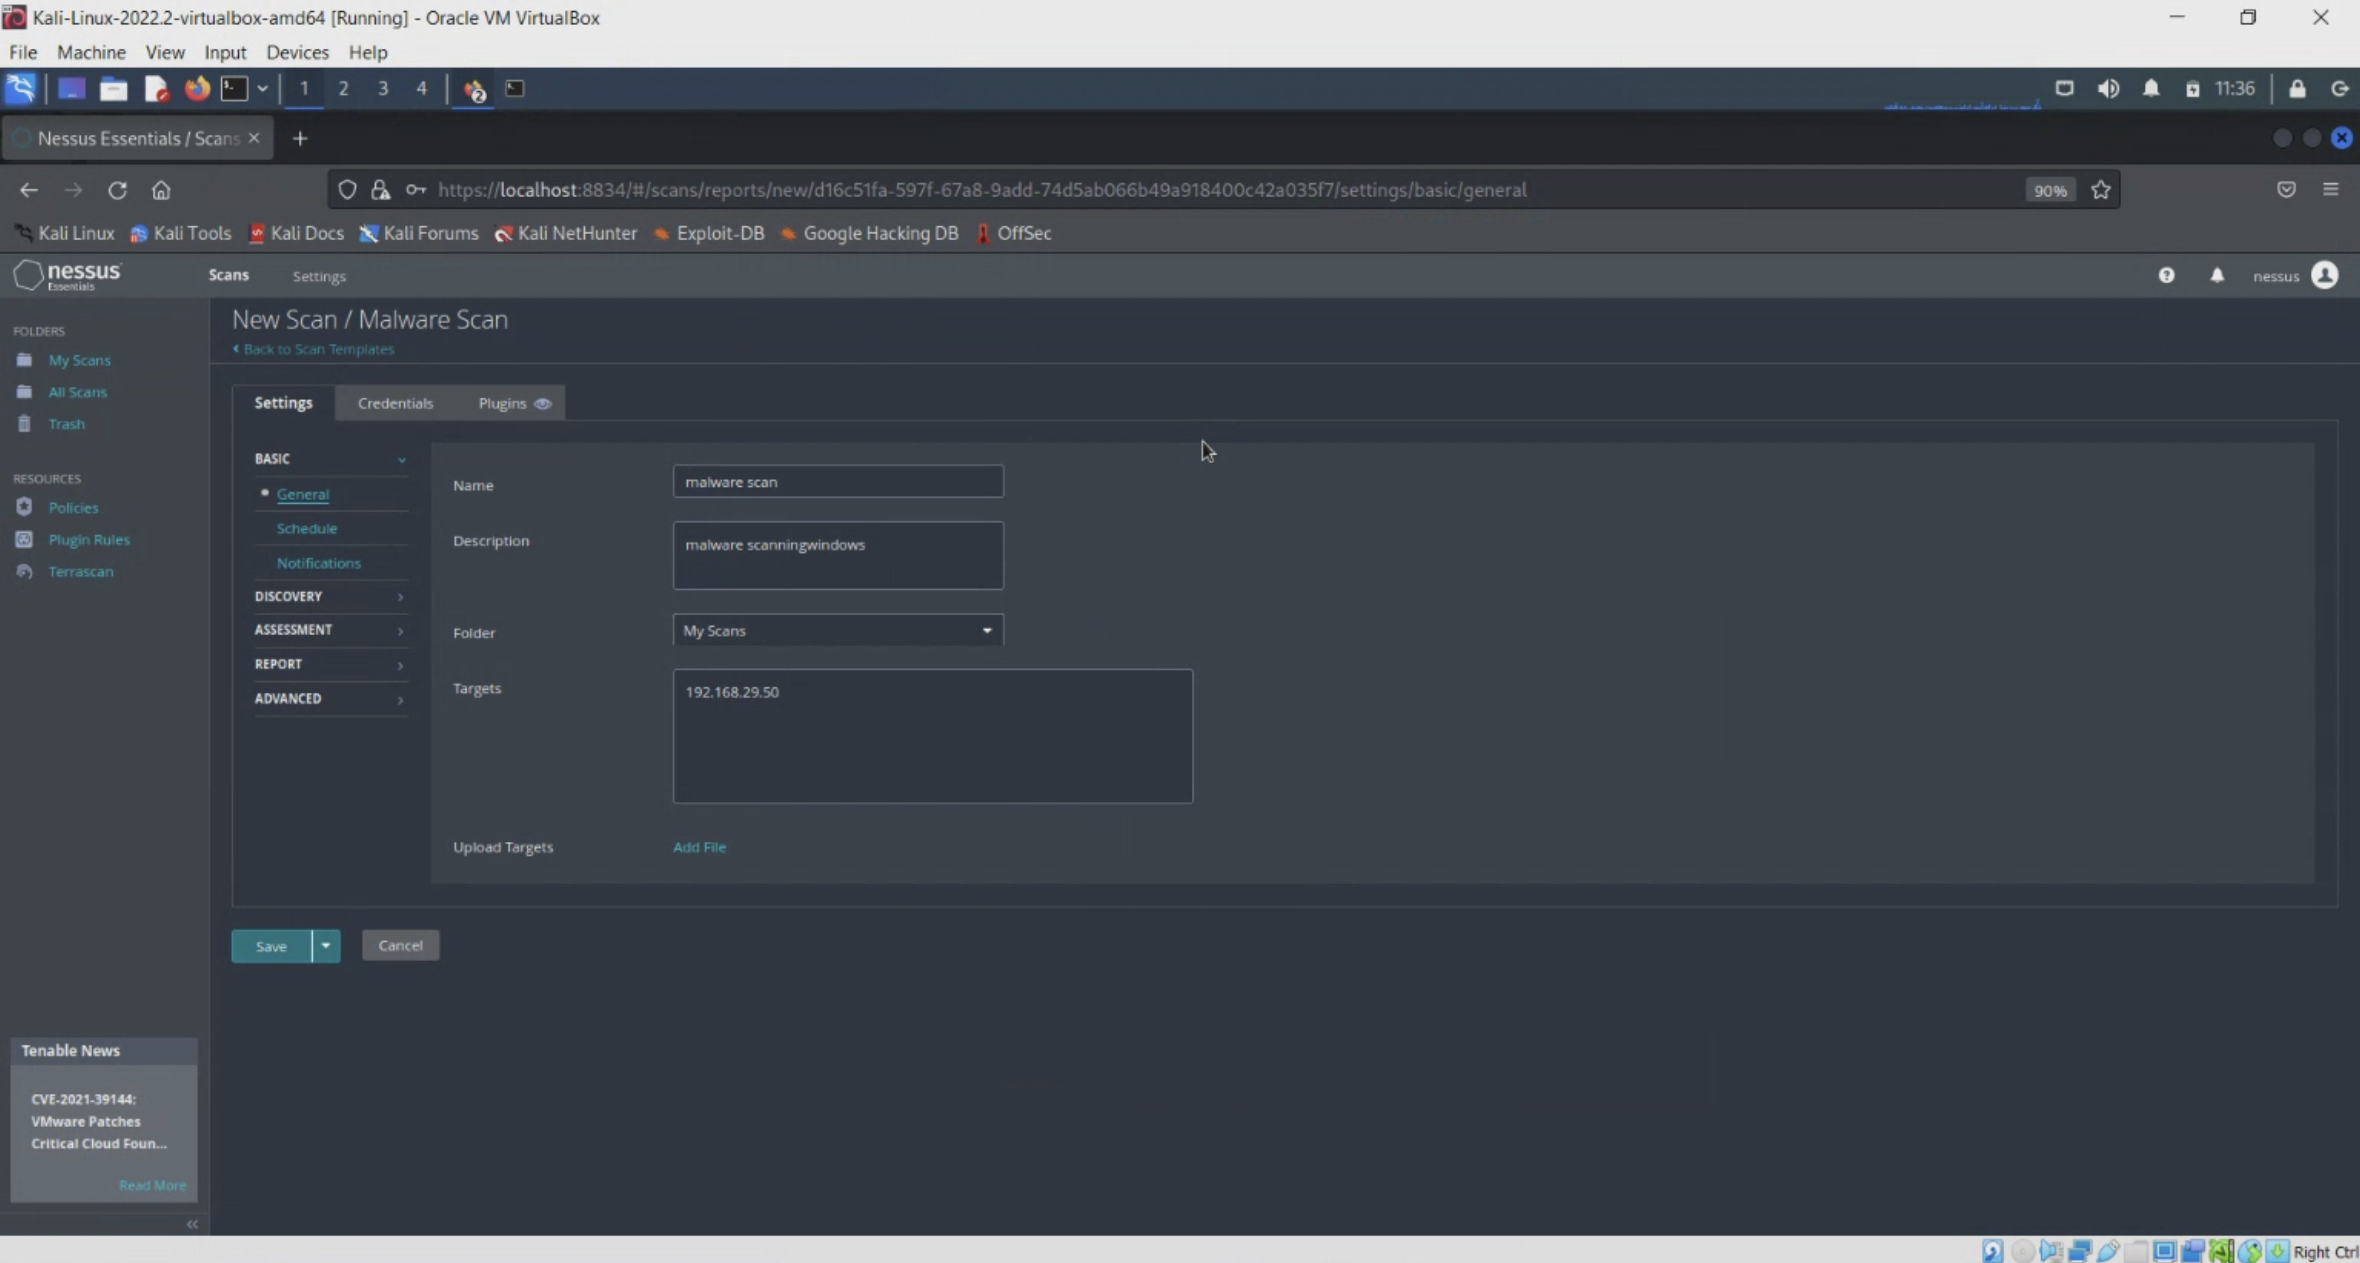 Kali-Linux-2022.2-virtualbox-amd64 [Running] - Oracle VM VirtualBox
File Machine View Input Devices Help
1 2 3 4 2 11:36
Nessus Essentials / Scans
https://localhost:8834/#/scans/reports/new/d16c51fa-597f-67a8-9add-74d5ab066b49a918400c42a035f7/settings/basic/general 90%
Kali Linux Kali Tools Kali Docs Kali Forums Kali NetHunter Exploit-DB Google Hacking DB OffSec
nessus Essentials Scans Settings nessus
New Scan / Malware Scan
Back to Scan Templates
FOLDERS
My Scans
All Scans
Trash
RESOURCES
Policies
Plugin Rules
Terrascan
Settings Credentials Plugins
BASIC
General
Schedule
Notifications
DISCOVERY
ASSESSMENT
REPORT
ADVANCED
Name malware scan
Description malware scanningwindows
Folder My Scans
Targets 192.168.29.50
Upload Targets Add File
Save Cancel
Tenable News
CVE-2021-39144:
VMware Patches
Critical Cloud Foun...
Read More
Right Ctrl